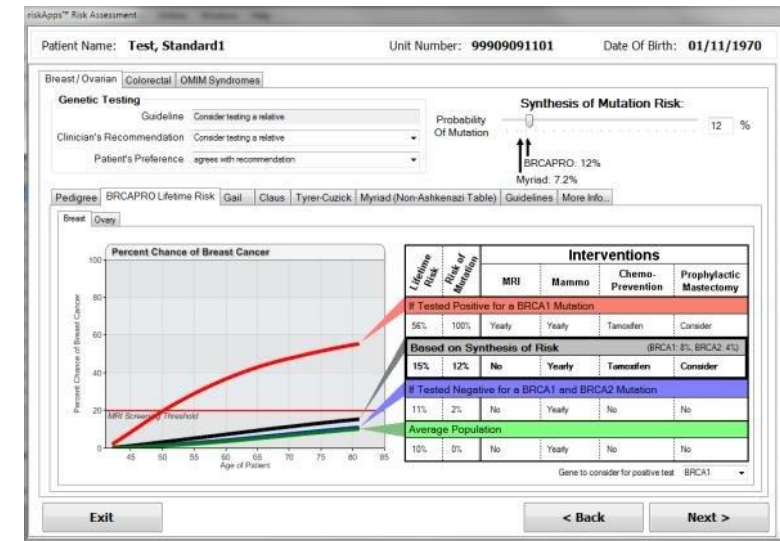 riskApps™ Risk Assessment
Patient Name: Test, Standard1 Unit Number: 99909091101 Date Of Birth: 01/11/1970
Breast/Ovarian Colorectal OMIM Syndromes
Genetic Testing
Guideline Consider testing a relative
Clinician's Recommendation Consider testing a relative
Patient's Preference agrees with recommendation
Synthesis of Mutation Risk:
Probability Of Mutation 12 %
BRCAPRO: 12%
Myriad: 7.2%
Pedigree BRCAPRO Lifetime Risk Gail Claus Tyrer-Cuzick Myriad (Non-Ashkenazi Table) Guidelines More Info...
Breast Ovary
Percent Chance of Breast Cancer
Percent Chance of Breast Cancer
100
80
60
40
20
0
MRI Screening Threshold
45 50 55 60 65 70 75 80 85
Age of Patient
Lifetime Risk
Risk of Mutation
Interventions
MRI Mammo Chemo-Prevention Prophylactic Mastectomy
If Tested Positive for a BRCA1 Mutation
56% 100% Yearly Yearly Tamoxifen Consider
Based on Synthesis of Risk (BRCA1: 8%, BRCA2: 4%)
15% 12% No Yearly Tamoxifen Consider
If Tested Negative for a BRCA1 and BRCA2 Mutation
11% 2% No Yearly No No
Average Population
10% 0% No Yearly No No
Gene to consider for positive test BRCA1
Exit < Back Next >